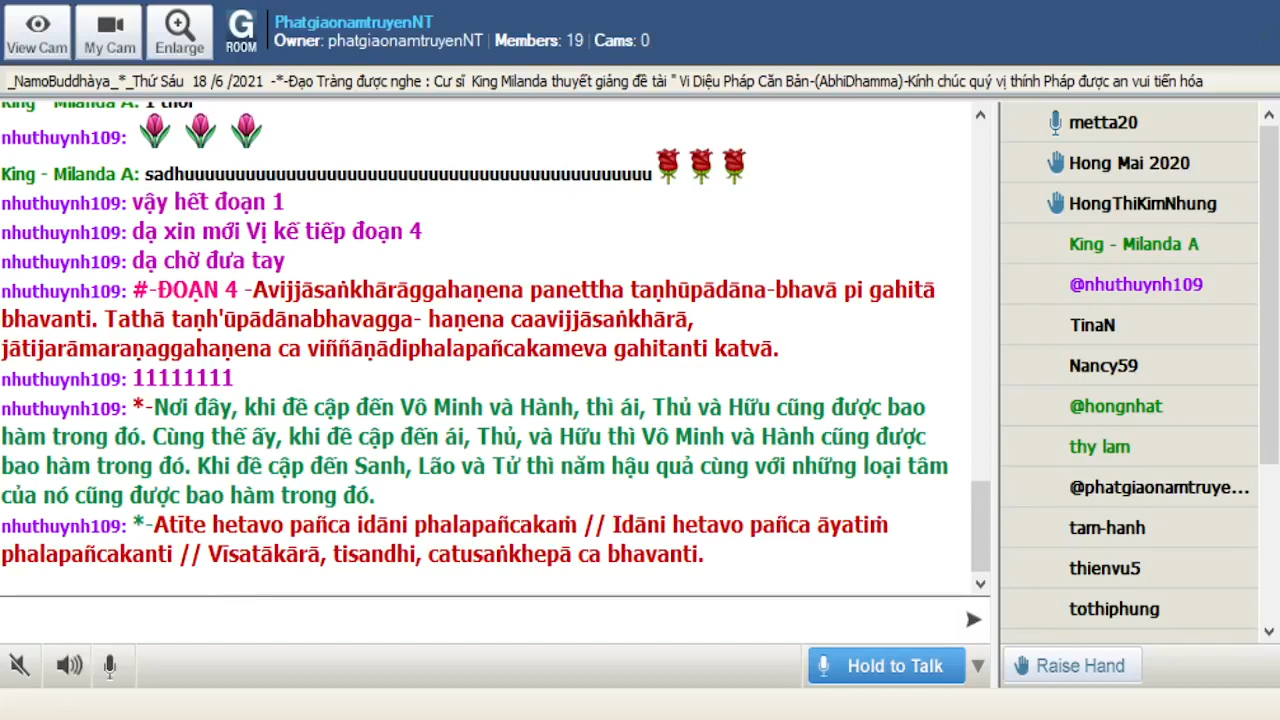 View Cam
My Cam
Enlarge
G
ROOM
PhatgiaonamtruyenNT
Owner: phatgiaonamtruyenNT | Members: 19 | Cams: 0
_NamoBuddhàya_*_Thứ Sáu 18 /6 /2021 -*-Đạo Tràng được nghe : Cư sĩ King Milanda thuyết giảng đề tài " Vi Diệu Pháp Căn Bản-(AbhiDhamma)-Kính chúc quý vị thính Pháp được an vui tiến hóa
King - Milanda A: 1 thôi
nhuthuynh109:
King - Milanda A: sadhuuuuuuuuuuuuuuuuuuuuuuuuuuuuuuuuuuuuuuuuuuuuuu
nhuthuynh109: vậy hết đoạn 1
nhuthuynh109: dạ xin mới Vị kế tiếp đoạn 4
nhuthuynh109: dạ chờ đưa tay
nhuthuynh109: #-ĐOẠN 4 -Avijjāsaṅkhārāggahaṇena panettha taṇhūpādāna-bhavā pi gahitā
bhavanti. Tathā taṇh'ūpādānabhavagga- haṇena caavijjāsaṅkhārā,
jātijarāmaraṇaggahaṇena ca viññāṇādiphalapañcakameva gahitanti katvā.
nhuthuynh109: 11111111
nhuthuynh109: *-Nơi đây, khi đề cập đến Vô Minh và Hành, thì ái, Thủ và Hữu cũng được bao
hàm trong đó. Cùng thế ấy, khi đề cập đến ái, Thủ, và Hữu thì Vô Minh và Hành cũng được
bao hàm trong đó. Khi đề cập đến Sanh, Lão và Tử thì năm hậu quả cùng với những loại tâm
của nó cũng được bao hàm trong đó.
nhuthuynh109: *-Atīte hetavo pañca idāni phalapañcakaṁ // Idāni hetavo pañca āyatiṁ
phalapañcakanti // Vīsatākārā, tisandhi, catusaṅkhepā ca bhavanti.
metta20
Hong Mai 2020
HongThiKimNhung
King - Milanda A
@nhuthuynh109
TinaN
Nancy59
@hongnhat
thy lam
@phatgiaonamtruye...
tam-hanh
thienvu5
tothiphung
Hold to Talk
Raise Hand